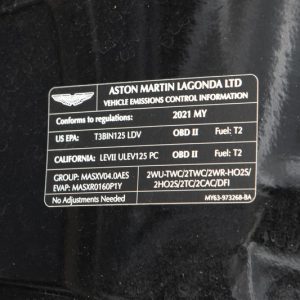 ASTON MARTIN LAGONDA LTD
VEHICLE EMISSIONS CONTROL INFORMATION
Conforms to regulations: 2021 MY
US EPA: T3BIN125 LDV OBD II Fuel: T2
CALIFORNIA: LEVII ULEV125 PC OBD II Fuel: T2
GROUP: MASXV04.0AES
EVAP: MASXR0160P1Y
2WU-TWC/2TWC/2WR-HO2S/
2HO2S/2TC/2CAC/DFI
No Adjustments Needed
MY63-973268-BA